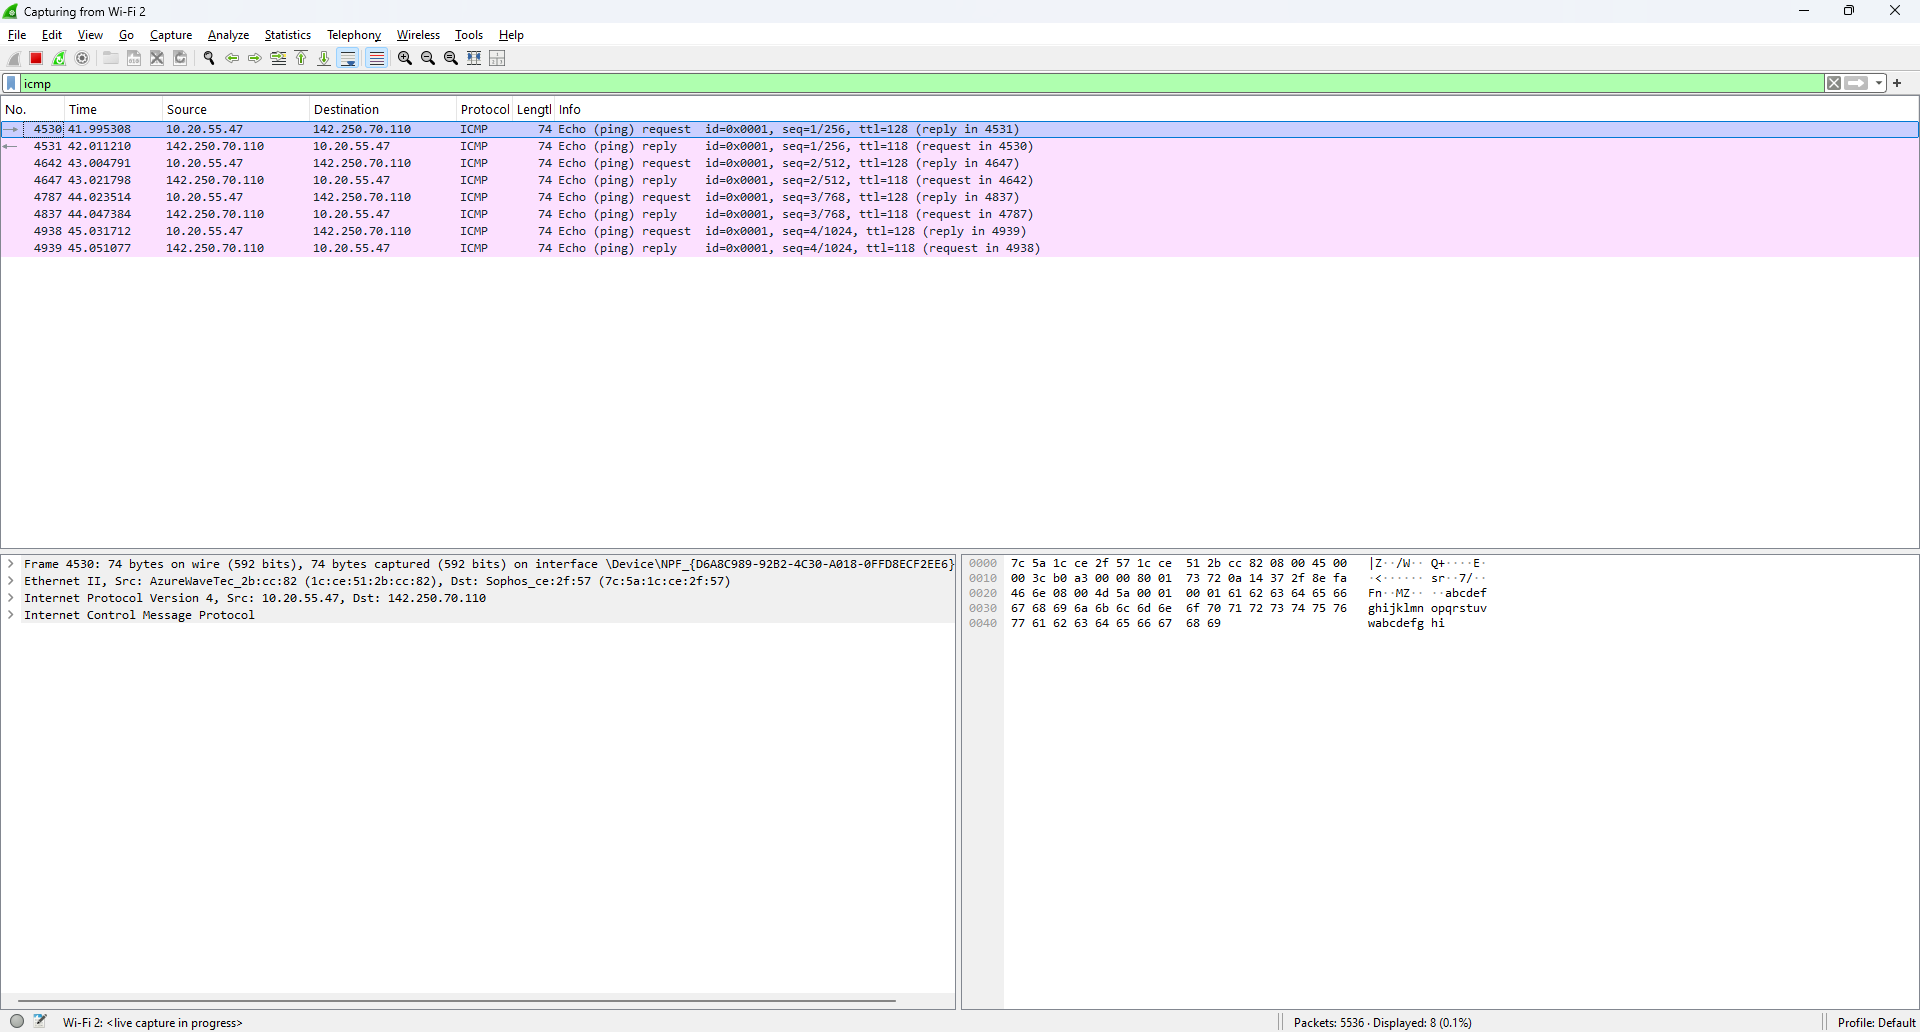 Capturing from Wi-Fi 2
File Edit View Go Capture Analyze Statistics Telephony Wireless Tools Help
icmp
No. Time Source Destination Protocol Lengtl Info
4530 41.995308 10.20.55.47 142.250.70.110 ICMP 74 Echo (ping) request id=0x0001, seq=1/256, ttl=128 (reply in 4531)
4531 42.011210 142.250.70.110 10.20.55.47 ICMP 74 Echo (ping) reply id=0x0001, seq=1/256, ttl=118 (request in 4530)
4642 43.004791 10.20.55.47 142.250.70.110 ICMP 74 Echo (ping) request id=0x0001, seq=2/512, ttl=128 (reply in 4647)
4647 43.021798 142.250.70.110 10.20.55.47 ICMP 74 Echo (ping) reply id=0x0001, seq=2/512, ttl=118 (request in 4642)
4787 44.023514 10.20.55.47 142.250.70.110 ICMP 74 Echo (ping) request id=0x0001, seq=3/768, ttl=128 (reply in 4837)
4837 44.047384 142.250.70.110 10.20.55.47 ICMP 74 Echo (ping) reply id=0x0001, seq=3/768, ttl=118 (request in 4787)
4938 45.031712 10.20.55.47 142.250.70.110 ICMP 74 Echo (ping) request id=0x0001, seq=4/1024, ttl=128 (reply in 4939)
4939 45.051077 142.250.70.110 10.20.55.47 ICMP 74 Echo (ping) reply id=0x0001, seq=4/1024, ttl=118 (request in 4938)
Frame 4530: 74 bytes on wire (592 bits), 74 bytes captured (592 bits) on interface \Device\NPF_{D6A8C989-92B2-4C30-A018-0FFD8ECF2EE6}
Ethernet II, Src: AzureWaveTec_2b:cc:82 (1c:ce:51:2b:cc:82), Dst: Sophos_ce:2f:57 (7c:5a:1c:ce:2f:57)
Internet Protocol Version 4, Src: 10.20.55.47, Dst: 142.250.70.110
Internet Control Message Protocol
0000 7c 5a 1c ce 2f 57 1c ce 51 2b cc 82 08 00 45 00 |Z··/W·· Q+····E·
0010 00 3c b0 a3 00 00 80 01 73 72 0a 14 37 2f 8e fa ·<······ sr··7/··
0020 46 6e 08 00 4d 5a 00 01 00 01 61 62 63 64 65 66 Fn··MZ·· ··abcdef
0030 67 68 69 6a 6b 6c 6d 6e 6f 70 71 72 73 74 75 76 ghijklmn opqrstuv
0040 77 61 62 63 64 65 66 67 68 69 wabcdefg hi
Wi-Fi 2: <live capture in progress>
Packets: 5536 · Displayed: 8 (0.1%)
Profile: Default